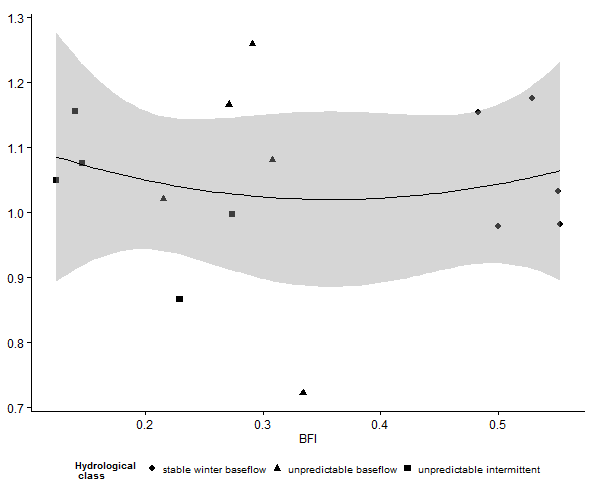 1.3
1.2
1.1
1.0
0.9
0.8
0.7
0.2 0.3 0.4 0.5
BFI
Hydrological
class
stable winter baseflow unpredictable baseflow unpredictable intermittent